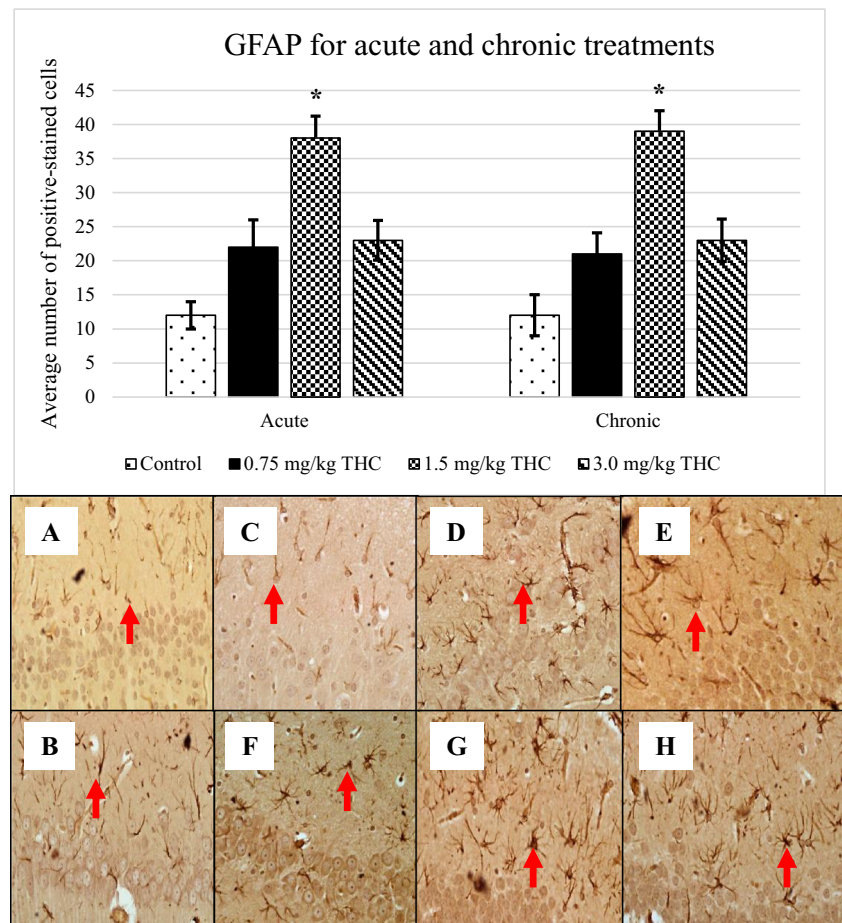 GFAP for acute and chronic treatments
Average number of positive-stained cells
45
40
35
30
25
20
15
10
5
0
*
*
Acute
Chronic
Control
0.75 mg/kg THC
1.5 mg/kg THC
3.0 mg/kg THC
A
C
D
E
B
F
G
H